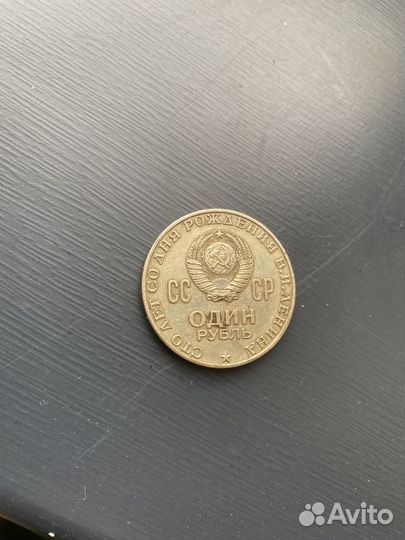 СТО ЛЕТ СО ДНЯ РОЖДЕНИЯ В.И.ЛЕНИНА
СС СР
ОДИН
РУБЛЬ
Avito